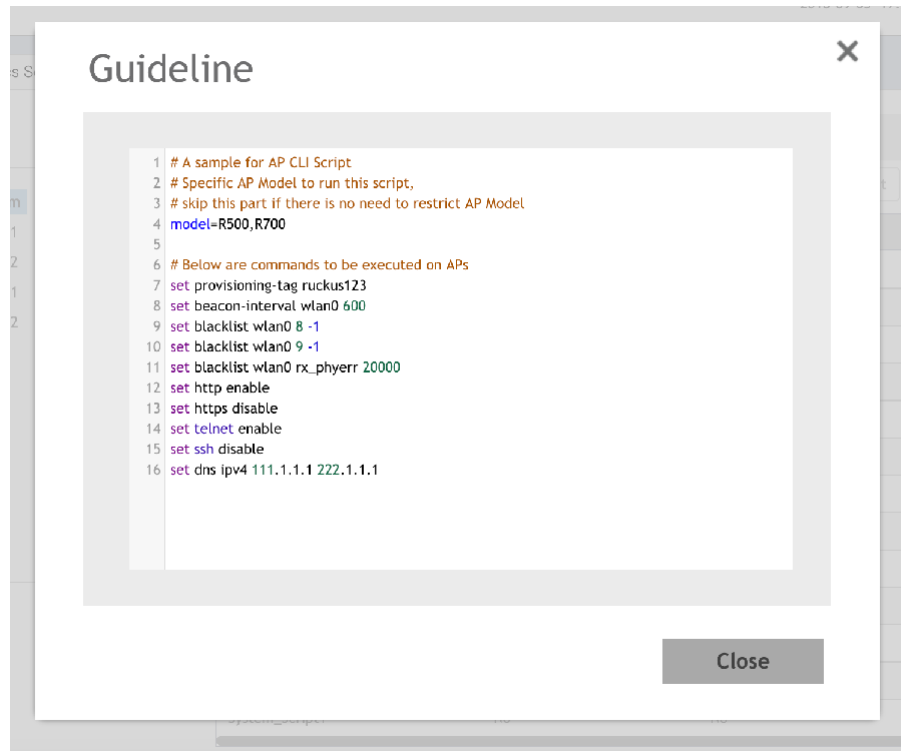 Guideline
1 # A sample for AP CLI Script
2 # Specific AP Model to run this script,
3 # skip this part if there is no need to restrict AP Model
4 model=R500,R700
5
6 # Below are commands to be executed on APs
7 set provisioning-tag ruckus123
8 set beacon-interval wlan0 600
9 set blacklist wlan0 8 -1
10 set blacklist wlan0 9 -1
11 set blacklist wlan0 rx_phyerr 20000
12 set http enable
13 set https disable
14 set telnet enable
15 set ssh disable
16 set dns ipv4 111.1.1.1 222.1.1.1
Close